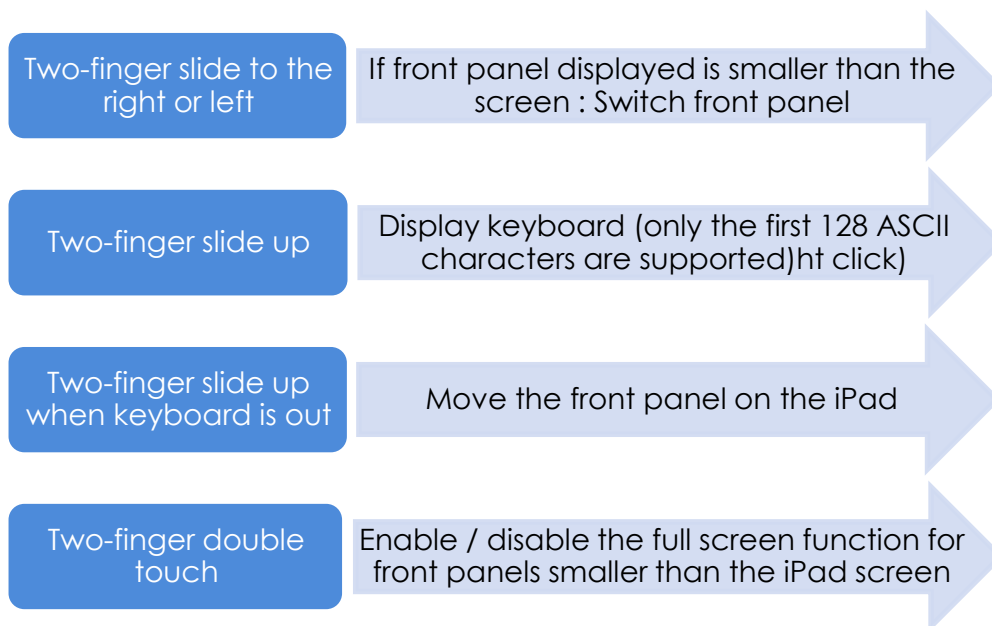 Two-finger slide to the
right or left
If front panel displayed is smaller than the
screen : Switch front panel
Two-finger slide up
Display keyboard (only the first 128 ASCII
characters are supported)ht click)
Two-finger slide up
when keyboard is out
Move the front panel on the iPad
Two-finger double
touch
Enable / disable the full screen function for
front panels smaller than the iPad screen